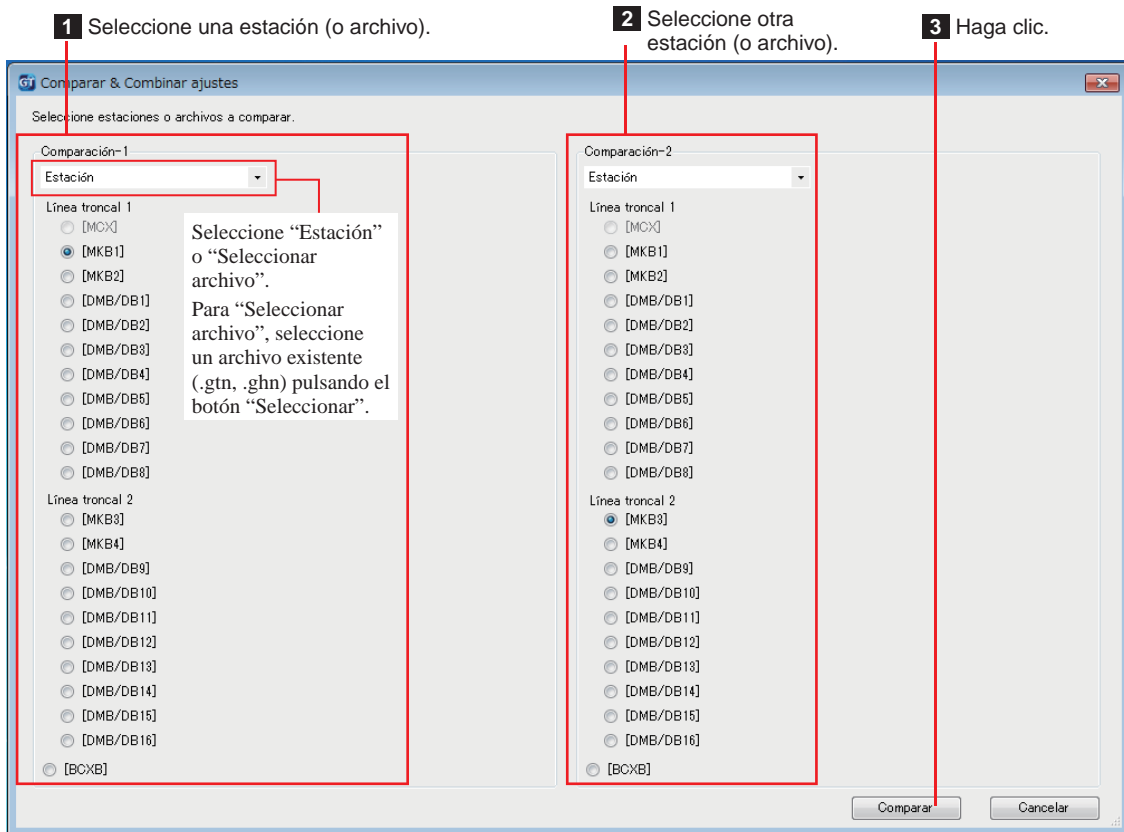 1 Seleccione una estación (o archivo).
2 Seleccione otra
estación (o archivo).
3 Haga clic.
GT Comparar & Combinar ajustes
Seleccione estaciones o archivos a comparar.
Comparación-1
Estación
Línea troncal 1
[MCX]
[MKB1]
[MKB2]
[DMB/DB1]
[DMB/DB2]
[DMB/DB3]
[DMB/DB4]
[DMB/DB5]
[DMB/DB6]
[DMB/DB7]
[DMB/DB8]
Línea troncal 2
[MKB3]
[MKB4]
[DMB/DB9]
[DMB/DB10]
[DMB/DB11]
[DMB/DB12]
[DMB/DB13]
[DMB/DB14]
[DMB/DB15]
[DMB/DB16]
[BCXB]
Seleccione “Estación”
o “Seleccionar
archivo”.
Para “Seleccionar
archivo”, seleccione
un archivo existente
(.gtn, .ghn) pulsando el
botón “Seleccionar”.
Comparación-2
Estación
Línea troncal 1
[MCX]
[MKB1]
[MKB2]
[DMB/DB1]
[DMB/DB2]
[DMB/DB3]
[DMB/DB4]
[DMB/DB5]
[DMB/DB6]
[DMB/DB7]
[DMB/DB8]
Línea troncal 2
[MKB3]
[MKB4]
[DMB/DB9]
[DMB/DB10]
[DMB/DB11]
[DMB/DB12]
[DMB/DB13]
[DMB/DB14]
[DMB/DB15]
[DMB/DB16]
[BCXB]
Comparar
Cancelar